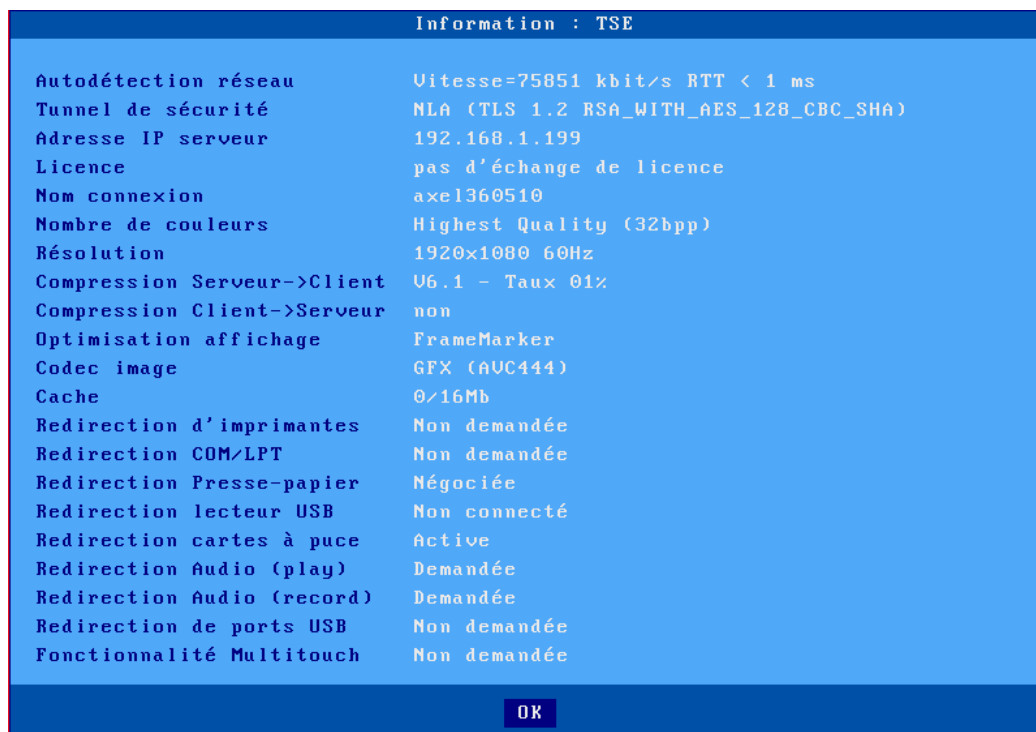 Information : TSE
Autodétection réseau Vitesse=75851 kbit/s RTT < 1 ms
Tunnel de sécurité NLA (TLS 1.2 RSA_WITH_AES_128_CBC_SHA)
Adresse IP serveur 192.168.1.199
Licence pas d'échange de licence
Nom connexion axel360510
Nombre de couleurs Highest Quality (32bpp)
Résolution 1920x1080 60Hz
Compression Serveur->Client V6.1 - Taux 01%
Compression Client->Serveur non
Optimisation affichage FrameMarker
Codec image GFX (AVC444)
Cache 0/16Mb
Redirection d'imprimantes Non demandée
Redirection COM/LPT Non demandée
Redirection Presse-papier Négociée
Redirection lecteur USB Non connecté
Redirection cartes à puce Active
Redirection Audio (play) Demandée
Redirection Audio (record) Demandée
Redirection de ports USB Non demandée
Fonctionnalité Multitouch Non demandée
OK